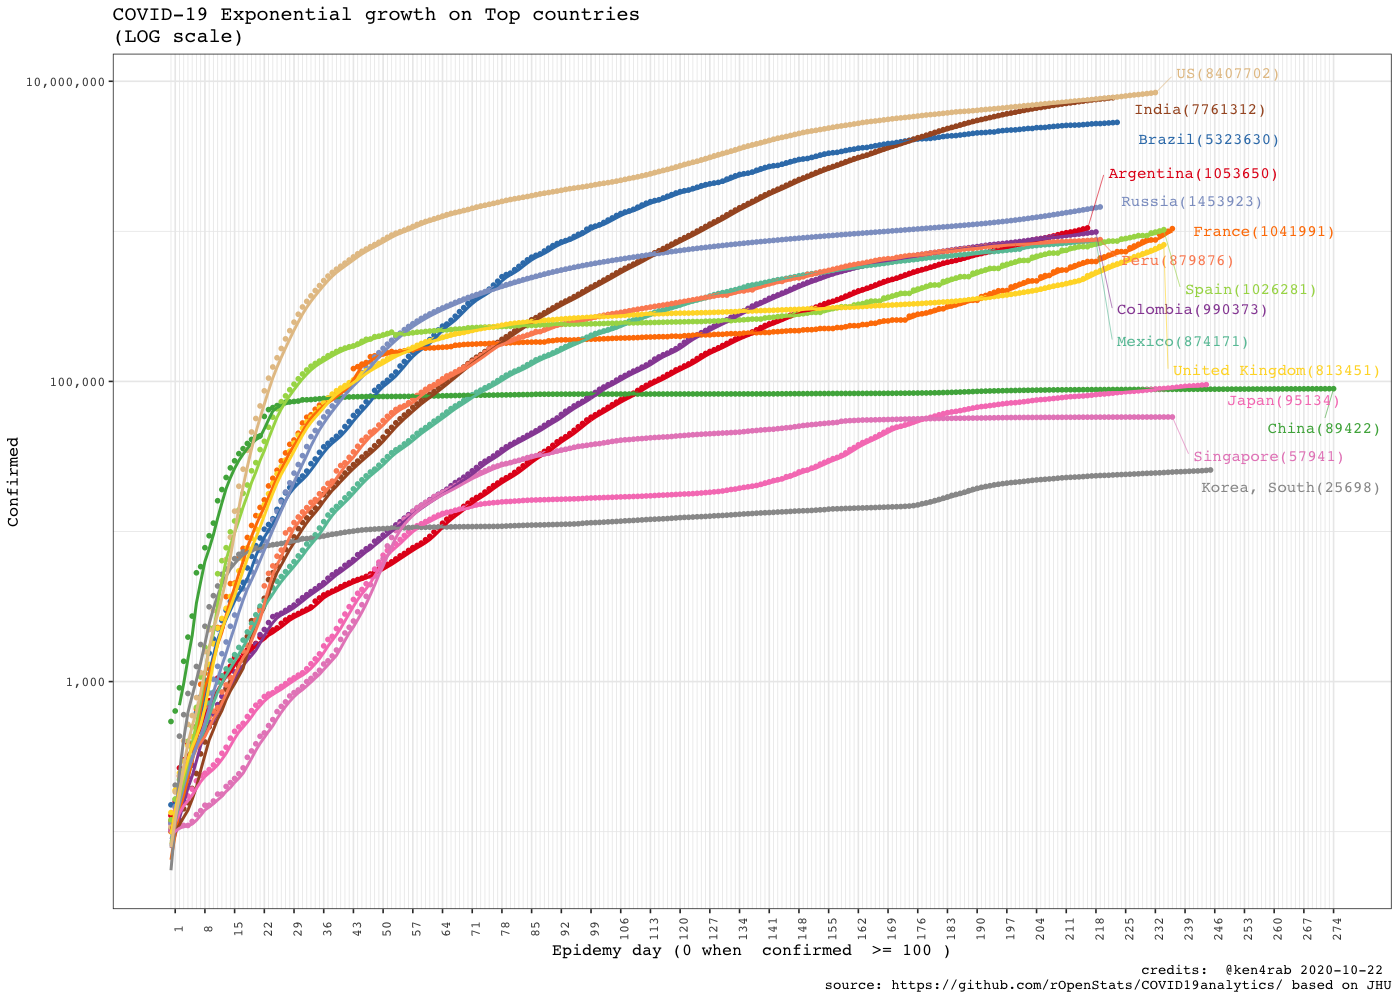 COVID-19 Exponential growth on Top countries
(LOG scale)
10,000,000
100,000
1,000
Confirmed
US(8407702)
India(7761312)
Brazil(5323630)
Argentina(1053650)
Russia(1453923)
France(1041991)
Peru(879876)
Spain(1026281)
Colombia(990373)
Mexico(874171)
United Kingdom(813451)
Japan(95134)
China(89422)
Singapore(57941)
Korea, South(25698)
1 8 15 22 29 36 43 50 57 64 71 78 85 92 99 106 113 120 127 134 141 148 155 162 169 176 183 190 197 204 211 218 225 232 239 246 253 260 267 274
Epidemy day (0 when  confirmed  >= 100 )
credits:  @ken4rab 2020-10-22
source: https://github.com/rOpenStats/COVID19analytics/ based on JHU